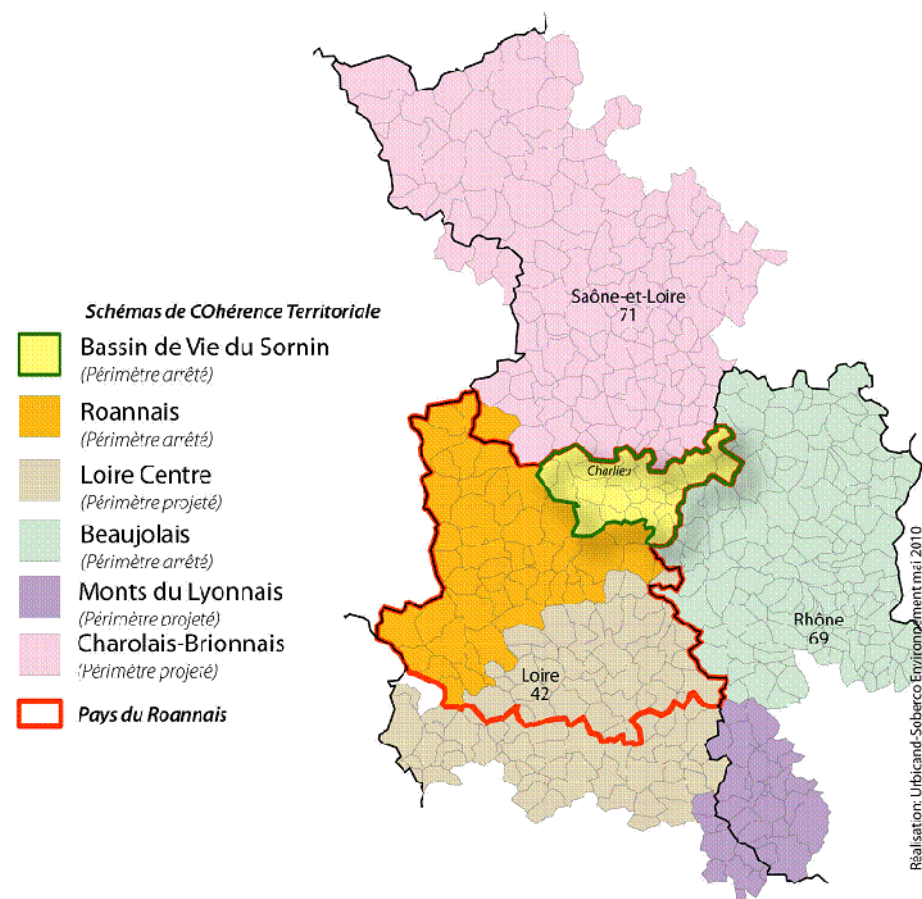 Schémas de COhérence Territoriale
Bassin de Vie du Sornin
(Périmètre arrêté)
Roannais
(Périmètre arrêté)
Loire Centre
(Périmètre projeté)
Beaujolais
(Périmètre arrêté)
Monts du Lyonnais
(Périmètre projeté)
Charolais-Brionnais
(Périmètre projeté)
Pays du Roannais
Saône-et-Loire
71
Charlieu
Rhône
69
Loire
42
Réalisation: Urbicand-Soberco Environnement mai 2010